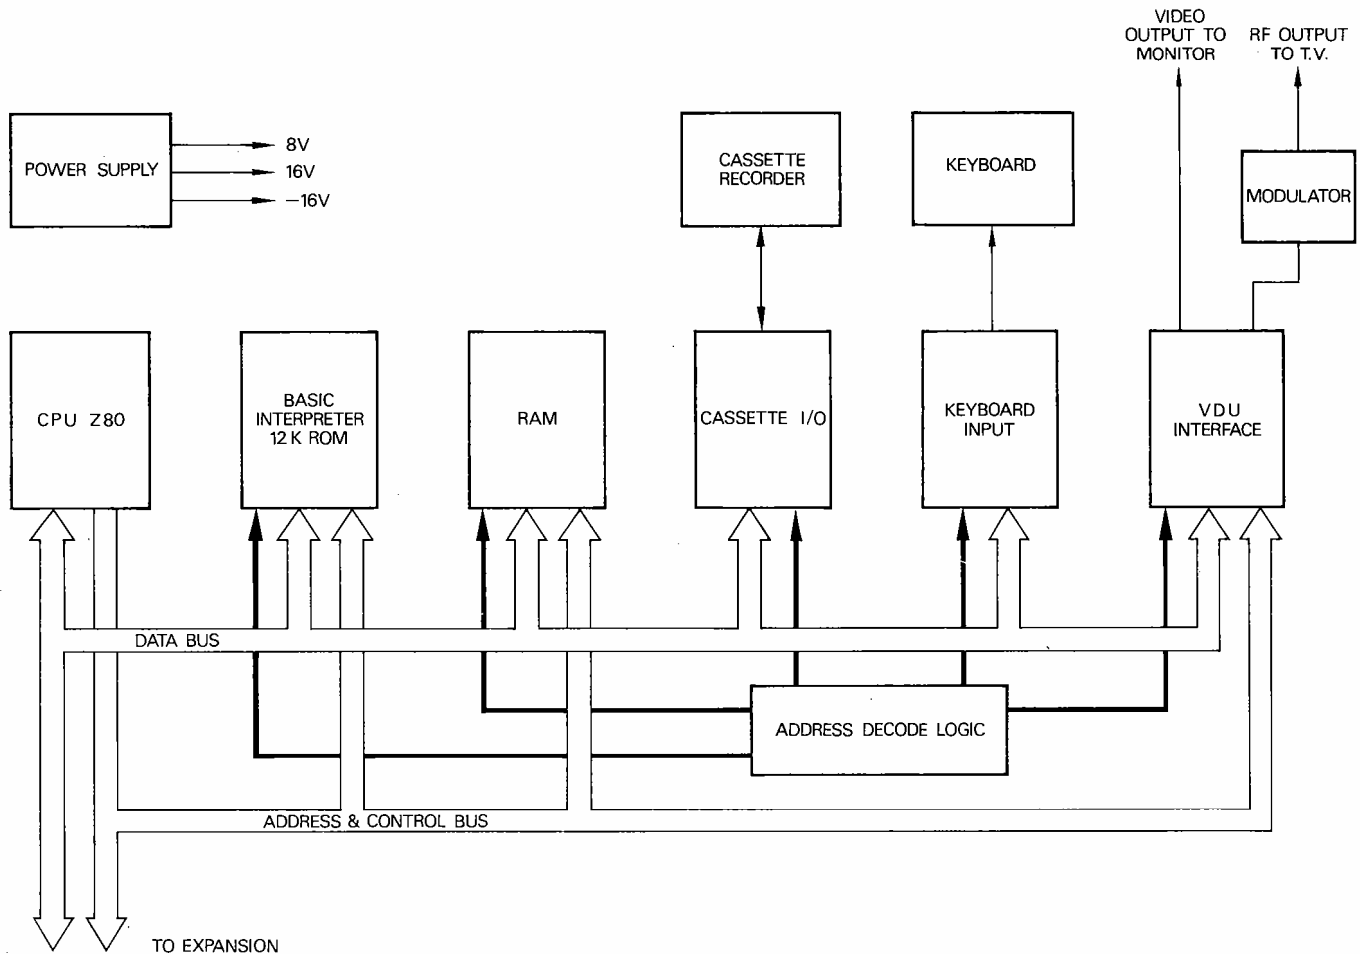 VIDEO
OUTPUT TO
MONITOR
RF OUTPUT
TO T.V.
POWER SUPPLY
8V
16V
−16V
CASSETTE
RECORDER
KEYBOARD
MODULATOR
CPU Z80
BASIC
INTERPRETER
12K ROM
RAM
CASSETTE I/O
KEYBOARD
INPUT
VDU
INTERFACE
DATA BUS
ADDRESS DECODE LOGIC
ADDRESS & CONTROL BUS
TO EXPANSION